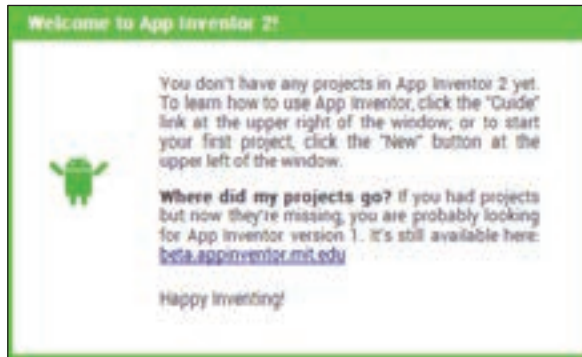 Welcome to App Inventor 2!
You don't have any projects in App Inventor 2 yet.
To learn how to use App Inventor, click the "Guide"
link at the upper right of the window; or to start
your first project, click the "New" button at the
upper left of the window.
Where did my projects go? If you had projects
but now they're missing, you are probably looking
for App Inventor version 1. It's still available here:
beta.appinventor.mit.edu
Happy Inventing!